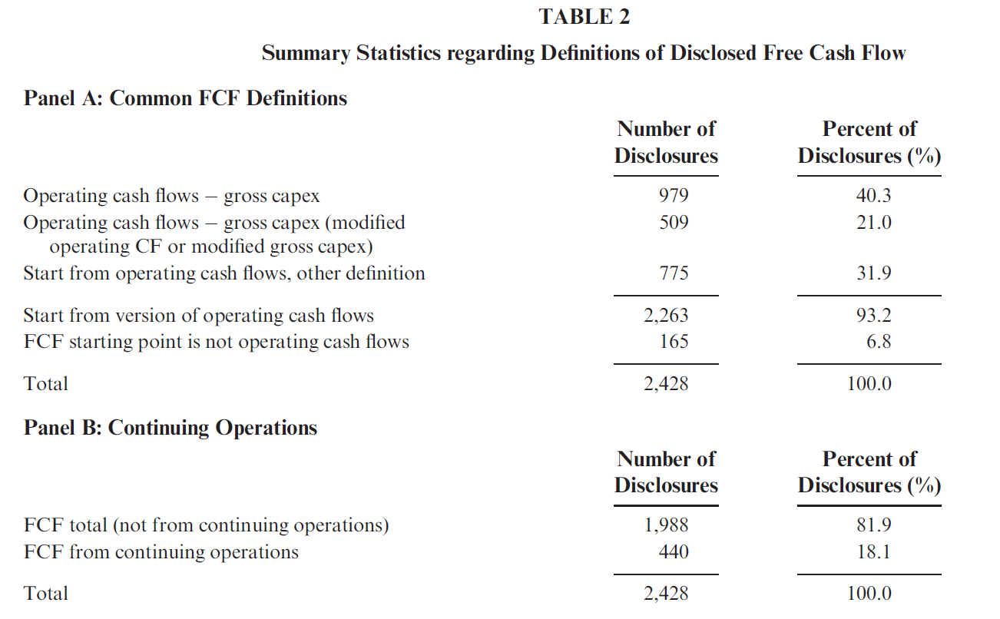 TABLE 2
Summary Statistics regarding Definitions of Disclosed Free Cash Flow
Panel A: Common FCF Definitions
Number of Disclosures Percent of Disclosures (%)
Operating cash flows − gross capex 979 40.3
Operating cash flows − gross capex (modified 509 21.0
operating CF or modified gross capex)
Start from operating cash flows, other definition 775 31.9
Start from version of operating cash flows 2,263 93.2
FCF starting point is not operating cash flows 165 6.8
Total 2,428 100.0
Panel B: Continuing Operations
Number of Disclosures Percent of Disclosures (%)
FCF total (not from continuing operations) 1,988 81.9
FCF from continuing operations 440 18.1
Total 2,428 100.0